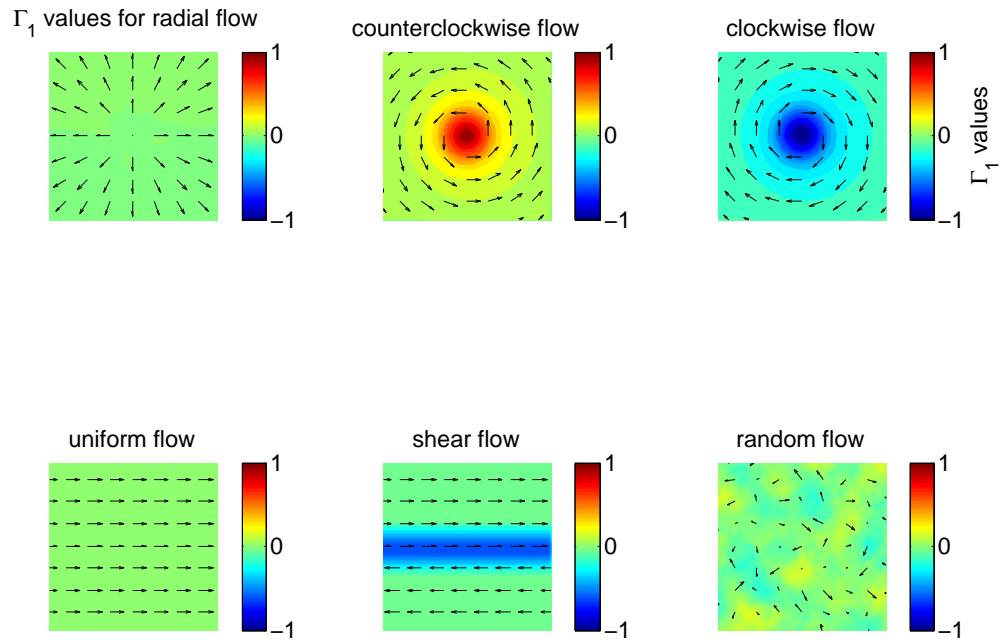 Γ1 values for radial flow
counterclockwise flow
clockwise flow
1
0
−1
1
0
−1
1
0
−1
Γ1 values
uniform flow
shear flow
random flow
1
0
−1
1
0
−1
1
0
−1